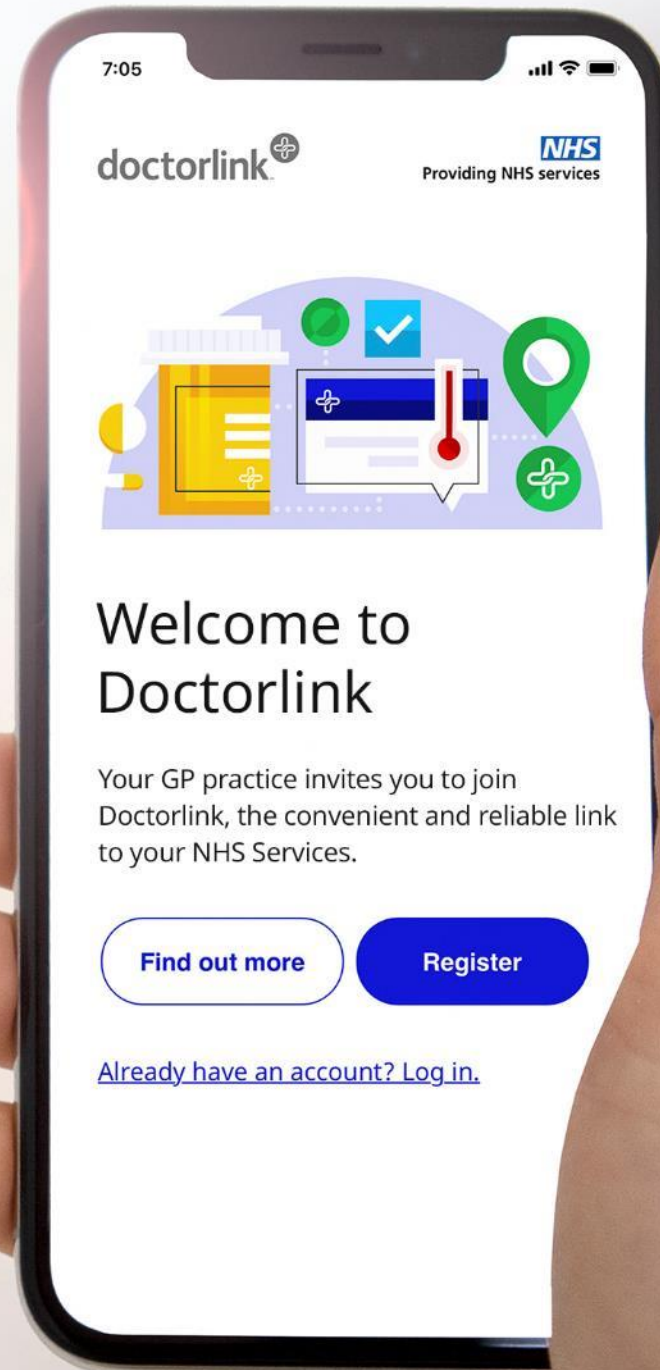 7:05
doctorlink
NHS
Providing NHS services
Welcome to
Doctorlink
Your GP practice invites you to join
Doctorlink, the convenient and reliable link
to your NHS Services.
Find out more
Register
Already have an account? Log in.